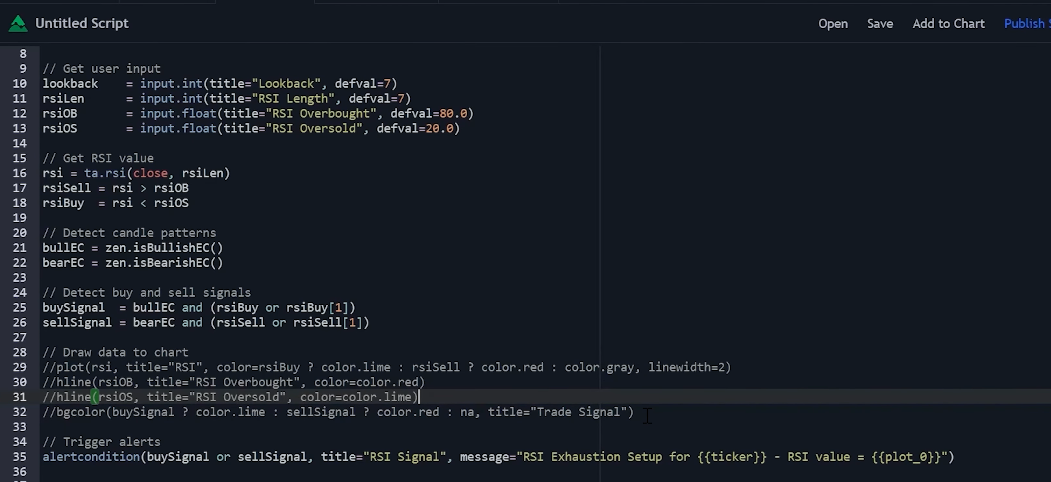 Untitled Script
Open Save Add to Chart Publish S
8
9 // Get user input
10 lookback = input.int(title="Lookback", defval=7)
11 rsiLen = input.int(title="RSI Length", defval=7)
12 rsiOB = input.float(title="RSI Overbought", defval=80.0)
13 rsiOS = input.float(title="RSI Oversold", defval=20.0)
14
15 // Get RSI value
16 rsi = ta.rsi(close, rsiLen)
17 rsiSell = rsi > rsiOB
18 rsiBuy = rsi < rsiOS
19
20 // Detect candle patterns
21 bullEC = zen.isBullishEC()
22 bearEC = zen.isBearishEC()
23
24 // Detect buy and sell signals
25 buySignal = bullEC and (rsiBuy or rsiBuy[1])
26 sellSignal = bearEC and (rsiSell or rsiSell[1])
27
28 // Draw data to chart
29 //plot(rsi, title="RSI", color=rsiBuy ? color.lime : rsiSell ? color.red : color.gray, linewidth=2)
30 //hline(rsiOB, title="RSI Overbought", color=color.red)
31 //hline(rsiOS, title="RSI Oversold", color=color.lime)
32 //bgcolor(buySignal ? color.lime : sellSignal ? color.red : na, title="Trade Signal")
33
34 // Trigger alerts
35 alertcondition(buySignal or sellSignal, title="RSI Signal", message="RSI Exhaustion Setup for {{ticker}} - RSI value = {{plot_0}}")
36